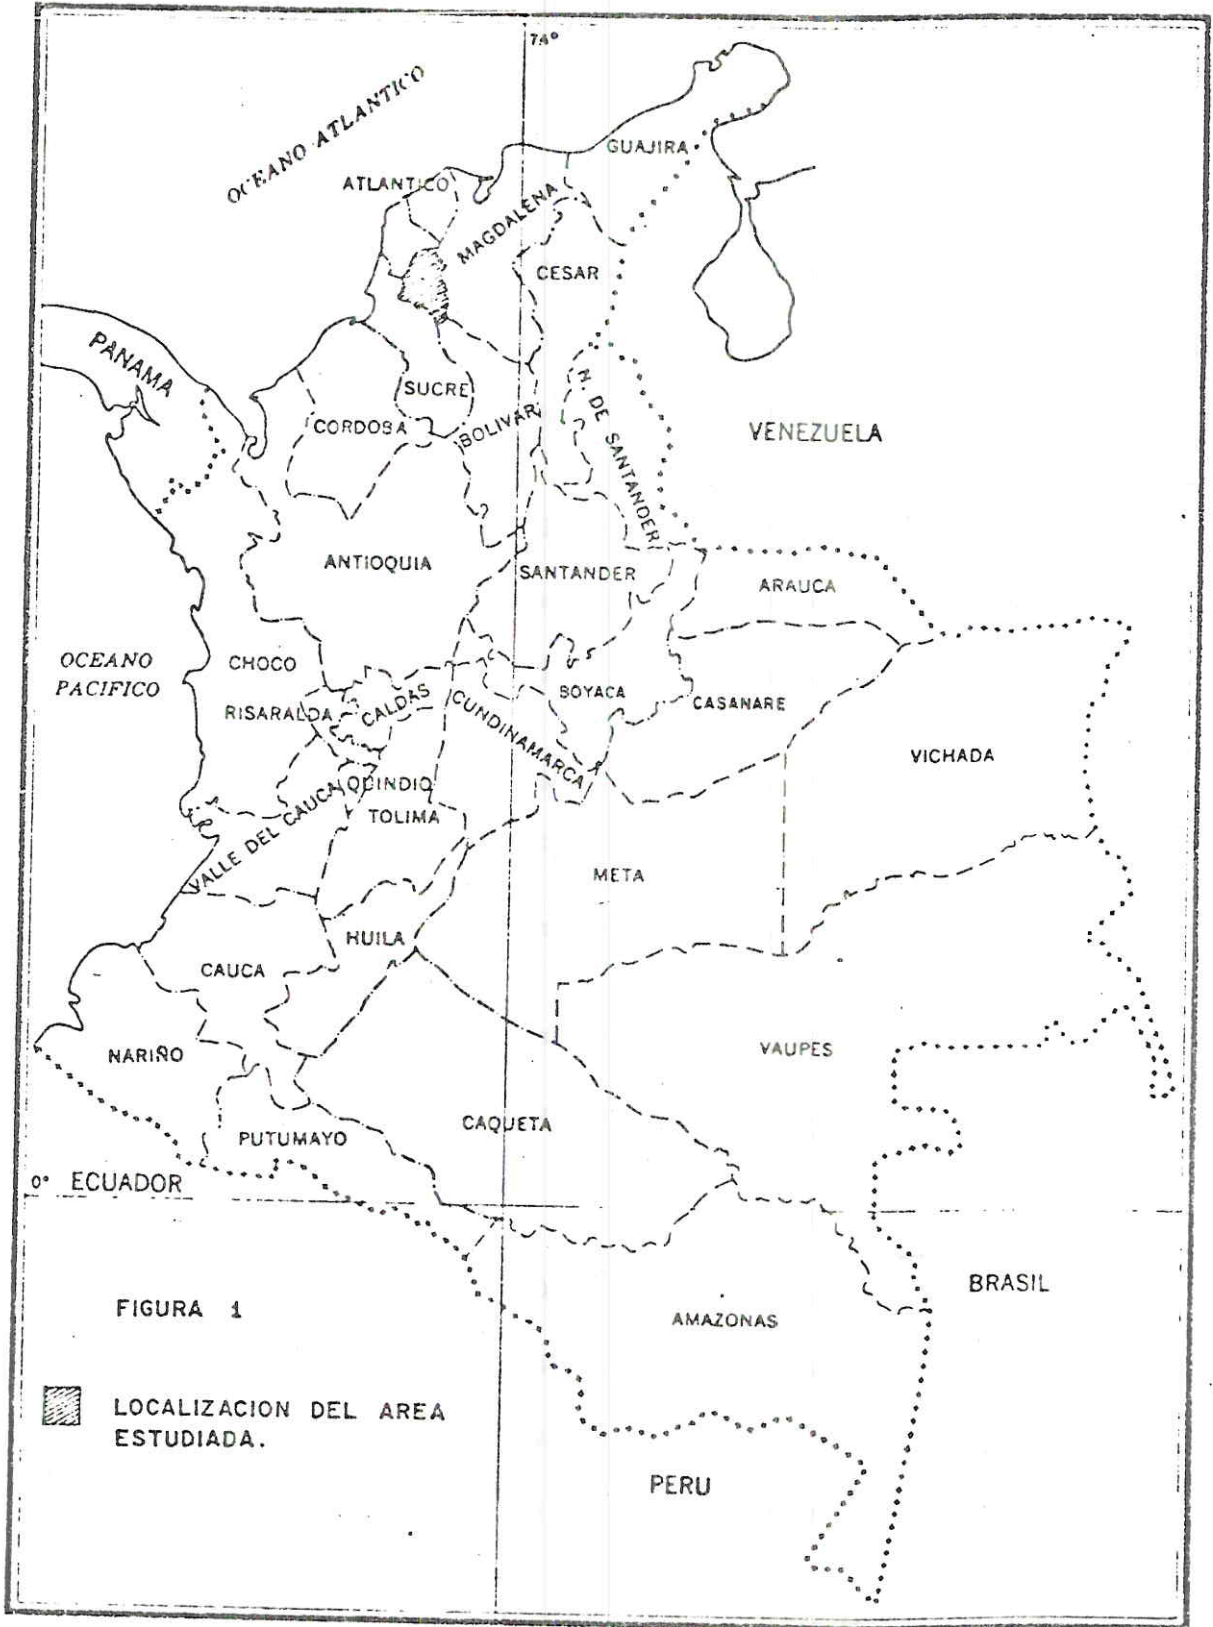 74°
OCEANO ATLANTICO
GUAJIRA
ATLANTICO
MAGDALENA
CESAR
PANAMA
SUCRE
N. DE SANTANDER
CORDOBA
BOLIVAR
VENEZUELA
ANTIOQUIA
SANTANDER
ARAUCA
OCEANO
PACIFICO
CHOCO
RISARALDA
CALDAS
CUNDINAMARCA
BOYACA
CASANARE
VICHADA
QUINDIO
VALLE DEL CAUCA
TOLIMA
META
HUILA
CAUCA
NARIÑO
VAUPES
CAQUETA
PUTUMAYO
0° ECUADOR
BRASIL
FIGURA 1
AMAZONAS
LOCALIZACION DEL AREA
ESTUDIADA.
PERU